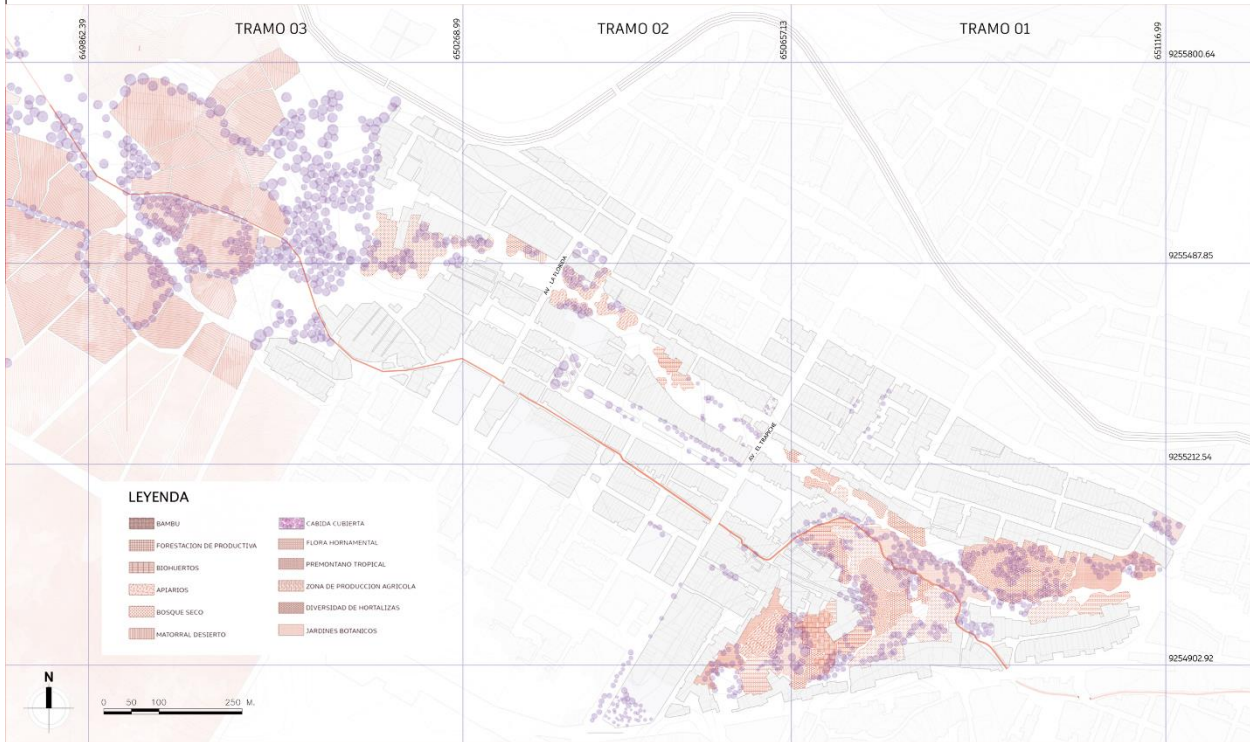 TRAMO 03
TRAMO 02
TRAMO 01
649862.39
650268.99
650657.13
651116.99
9255800.64
9255487.85
9255212.54
9254902.92
AV. LA FLORIDA
AV. EL TRAPICHE
LEYENDA
BAMBU
FORESTACION DE PRODUCTIVA
BIOHUERTOS
APIARIOS
BOSQUE SECO
MATORRAL DESIERTO
CABIDA CUBIERTA
FLORA HORNAMENTAL
PREMONTANO TROPICAL
ZONA DE PRODUCCION AGRICOLA
DIVERSIDAD DE HORTALIZAS
JARDINES BOTANICOS
N
0 50 100 250 M.